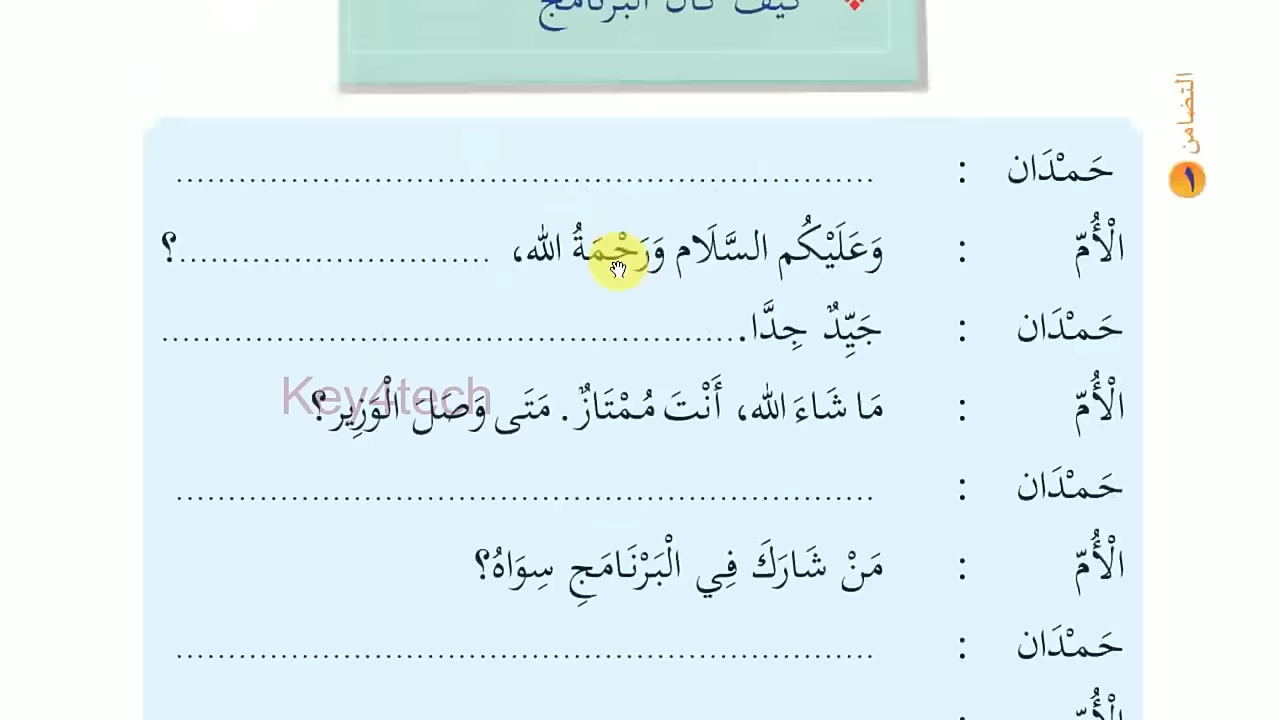 كيف كان البرنامج
التضامن
١
حَمْدَان : ......................................................................
الْأُمّ : وَعَلَيْكُم السَّلَام وَرَحْمَةُ الله، ..............................؟
حَمْدَان : جَيِّدٌ جِدًّا.......................................................
الْأُمّ : مَا شَاءَ الله، أَنْتَ مُمْتَازٌ. مَتَى وَصَلَ الْوَزِير؟
Key4tech
حَمْدَان : ......................................................................
الْأُمّ : مَنْ شَارَكَ فِي الْبَرْنَامَجِ سِوَاهُ؟
حَمْدَان : ......................................................................